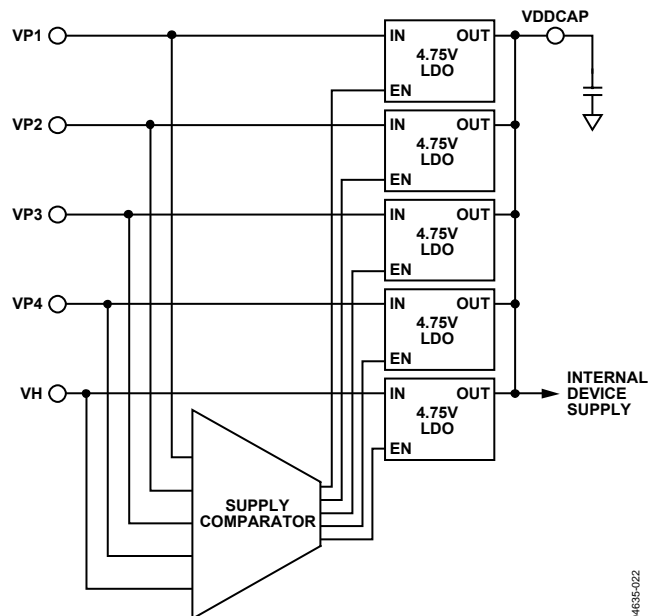 VDDCAP
VP1
IN
OUT
4.75V
LDO
EN
VP2
IN
OUT
4.75V
LDO
EN
VP3
IN
OUT
4.75V
LDO
EN
VP4
IN
OUT
4.75V
LDO
EN
VH
IN
OUT
4.75V
LDO
EN
INTERNAL
DEVICE
SUPPLY
SUPPLY
COMPARATOR
04635-022